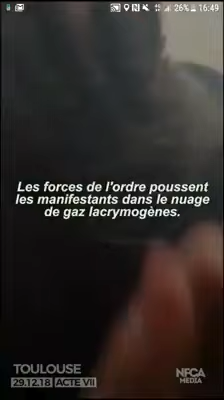 26% 16:49
Les forces de l'ordre poussent
les manifestants dans le nuage
de gaz lacrymogènes.
TOULOUSE
29.12.18 ACTE VII
NFCA
MEDIA